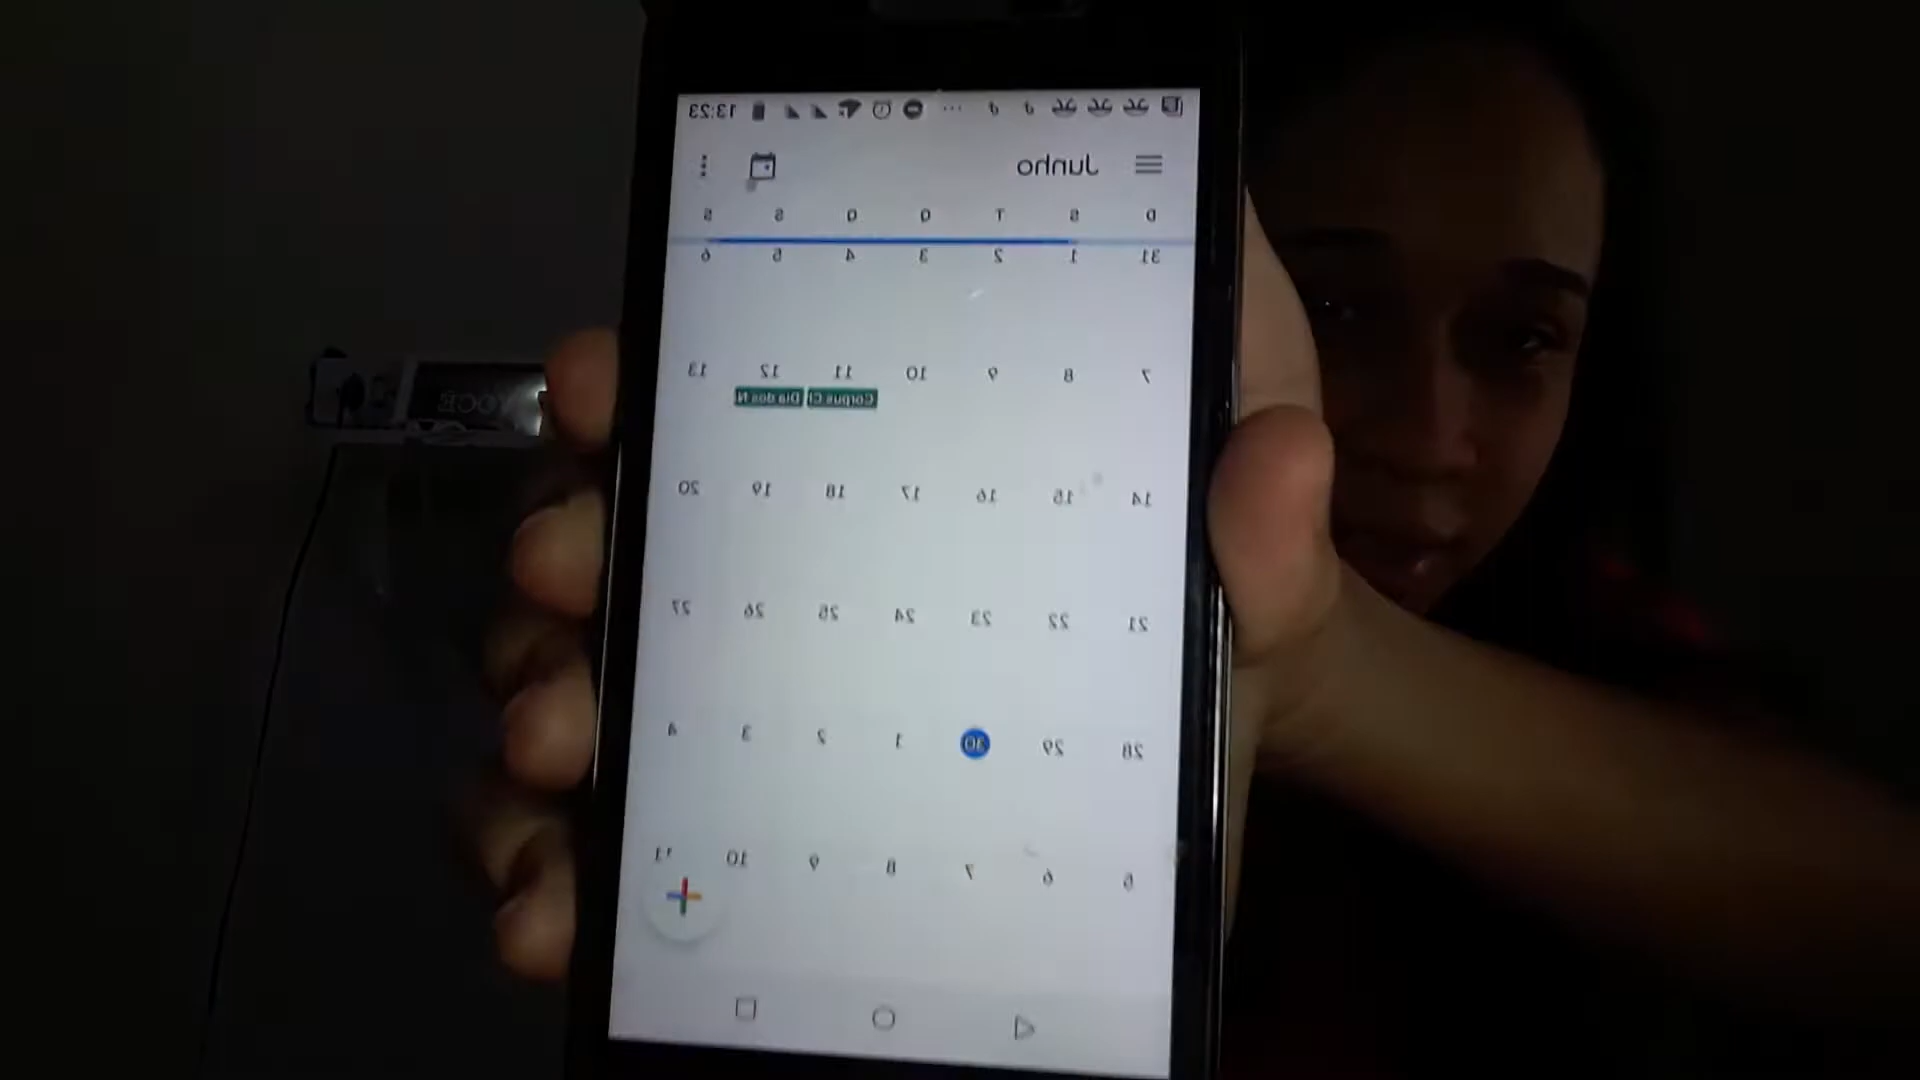 13:23
Junho
D S T Q Q S S
31 1 2 3 4 5 6
7 8 9 10 11 12 13
Corpus C Dia dos N
14 15 16 17 18 19 20
21 22 23 24 25 26 27
28 29 30 1 2 3 4
5 6 7 8 9 10 11
VOCÊ